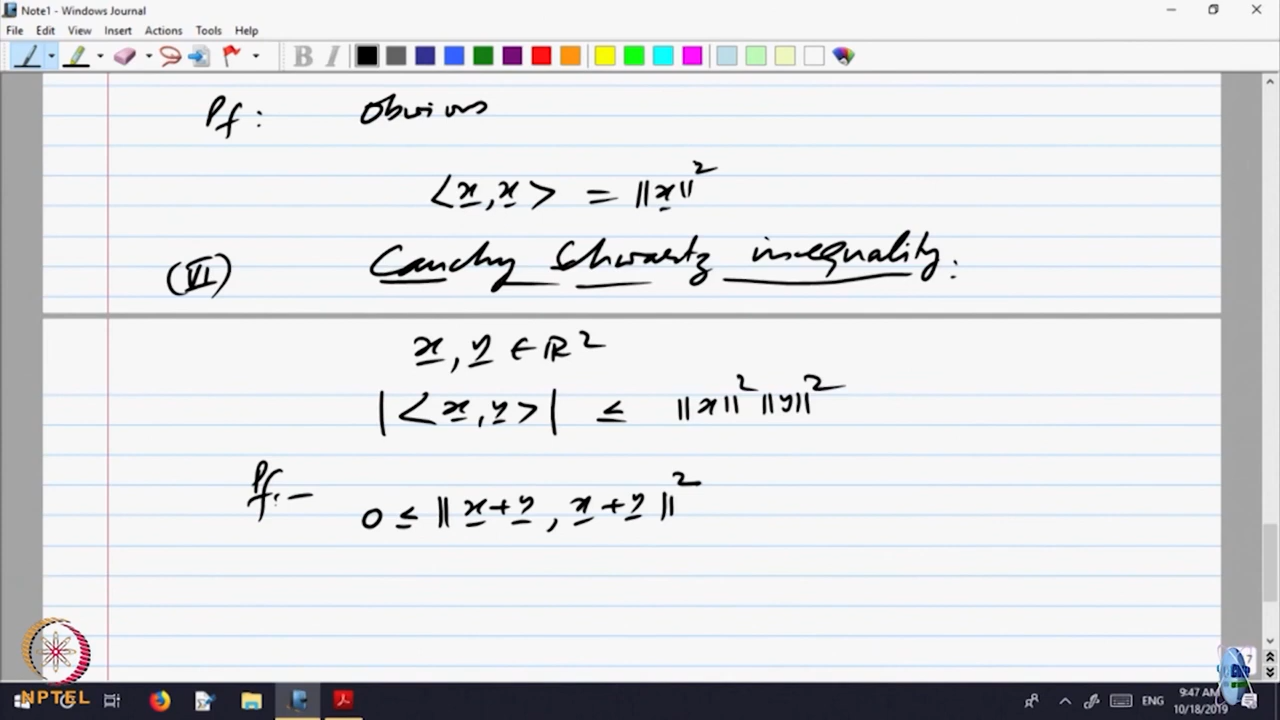 Note1 - Windows Journal
File Edit View Insert Actions Tools Help
B I
Pf: Obvious
<x, x> = ||x||²
(VI) Cauchy Schwartz inequality.
x, y ∈ ℝ²
|<x, y>| ≤ ||x||² ||y||²
Pf:-
0 ≤ ||x+y, x+y||²
NPTEL
7
ENG
9:47 AM
10/18/2019